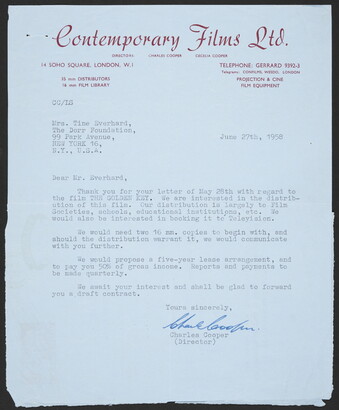 Contemporary Films Ltd.
DIRECTORS CHARLES COOPER CECELIA COOPER
14 SOHO SQUARE, LONDON, W.1
TELEPHONE: GERRARD 9392-3
Telegrams: CONFILMS, WESDO, LONDON
35 mm DISTRIBUTORS
16 mm FILM LIBRARY
PROJECTION & CINE
FILM EQUIPMENT
CC/LG
Mrs. Tine Everhard,
The Derr Foundation,
99 Park Avenue,
NEW YORK 16
N.Y., U.S.A.
June 27th, 1958
Dear Mr. Everhard,
Thank you for your letter of May 28th with regard to
the film THE GOLDEN KEY. We are interested in the distrib-
ution of this film. Our distribution is largely to Film
Societies, schools, educational institutions, etc. We
would also be interested in booking it to Television.
We would need two 16 mm. copies to begin with, and
should the distribution warrant it, we would communicate
with you further.
We would propose a five-year lease arrangement, and
to pay you 50% of gross income. Reports and payments to
be made quarterly.
We await your interest and shall be glad to forward
you a draft contract.
Yours sincerely,
Charles Cooper
Charles Cooper
(Director)